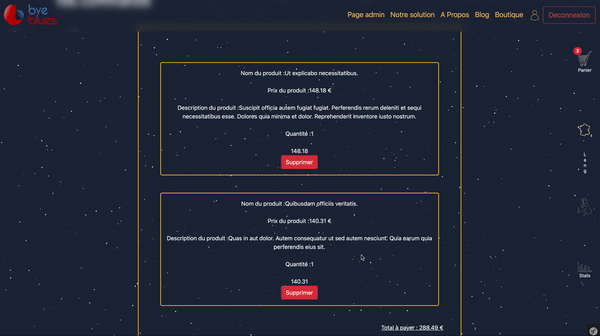 bye
blues
Page admin
Notre solution
A Propos
Blog
Boutique
Deconnexion
Ma commande
2
Panier
Nom du produit :Ut explicabo necessitatibus.
Prix du produit :148.18 €
Description du produit :Suscipit officia autem fugiat fugiat. Perferendis rerum deleniti et sequi
necessitatibus esse. Dolores quia minima et dolor. Reprehenderit inventore iusto nostrum.
Quantité :1
148.18
Supprimer
L
a
n
g
Nom du produit :Quibusdam officiis veritatis.
Prix du produit :140.31 €
Description du produit :Quas in aut dolor. Autem consequatur ut sed autem nesciunt. Quia earum quia
perferendis eius sit.
Quantité :1
140.31
Supprimer
Stats
Total à payer : 288.49 €